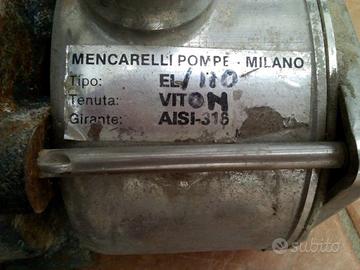 MENCARELLI POMPE - MILANO
Tipo: EL/110
Tenuta: VITON
Girante: AISI-316
subito